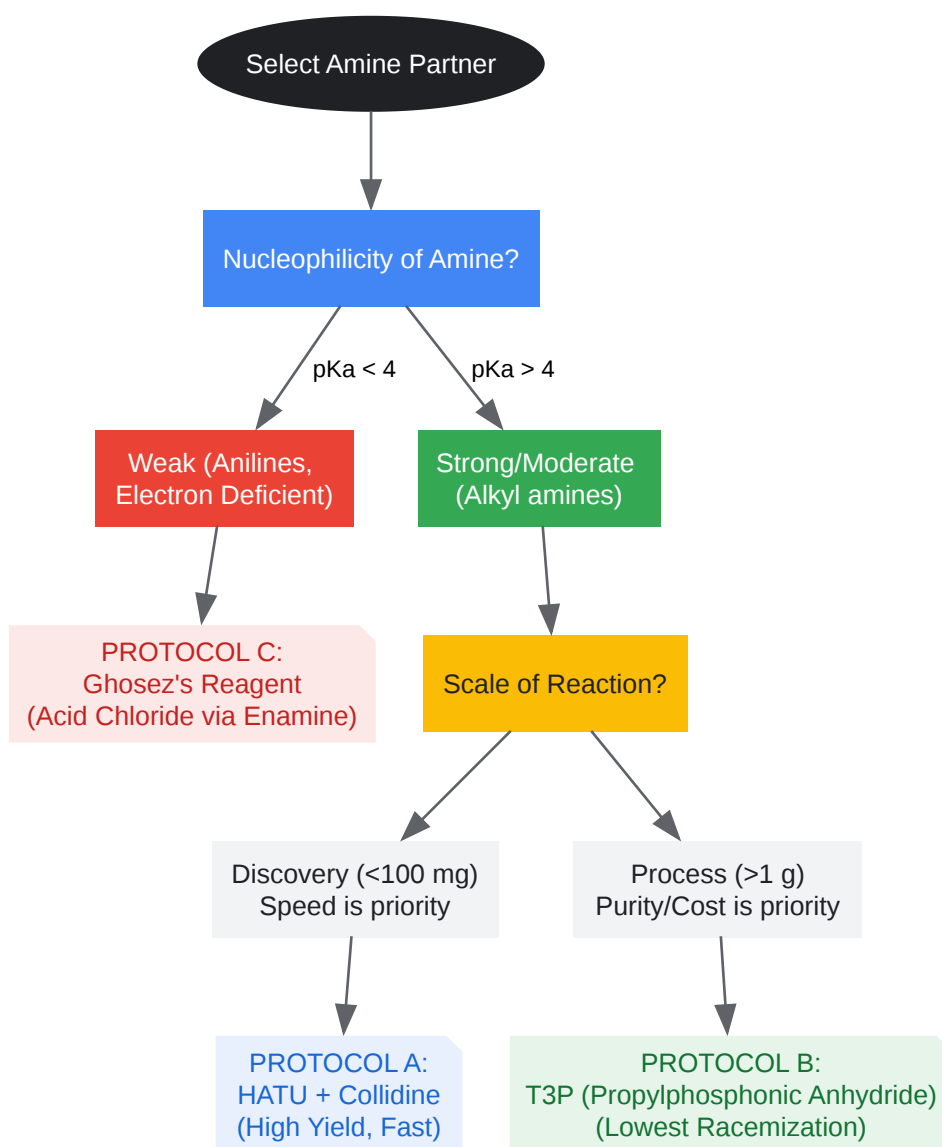 Select Amine Partner
Nucleophilicity of Amine?
pKa < 4
pKa > 4
Weak (Anilines,
Electron Deficient)
Strong/Moderate
(Alkyl amines)
PROTOCOL C:
Ghosez's Reagent
(Acid Chloride via Enamine)
Scale of Reaction?
Discovery (<100 mg)
Speed is priority
Process (>1 g)
Purity/Cost is priority
PROTOCOL A:
HATU + Collidine
(High Yield, Fast)
PROTOCOL B:
T3P (Propylphosphonic Anhydride)
(Lowest Racemization)